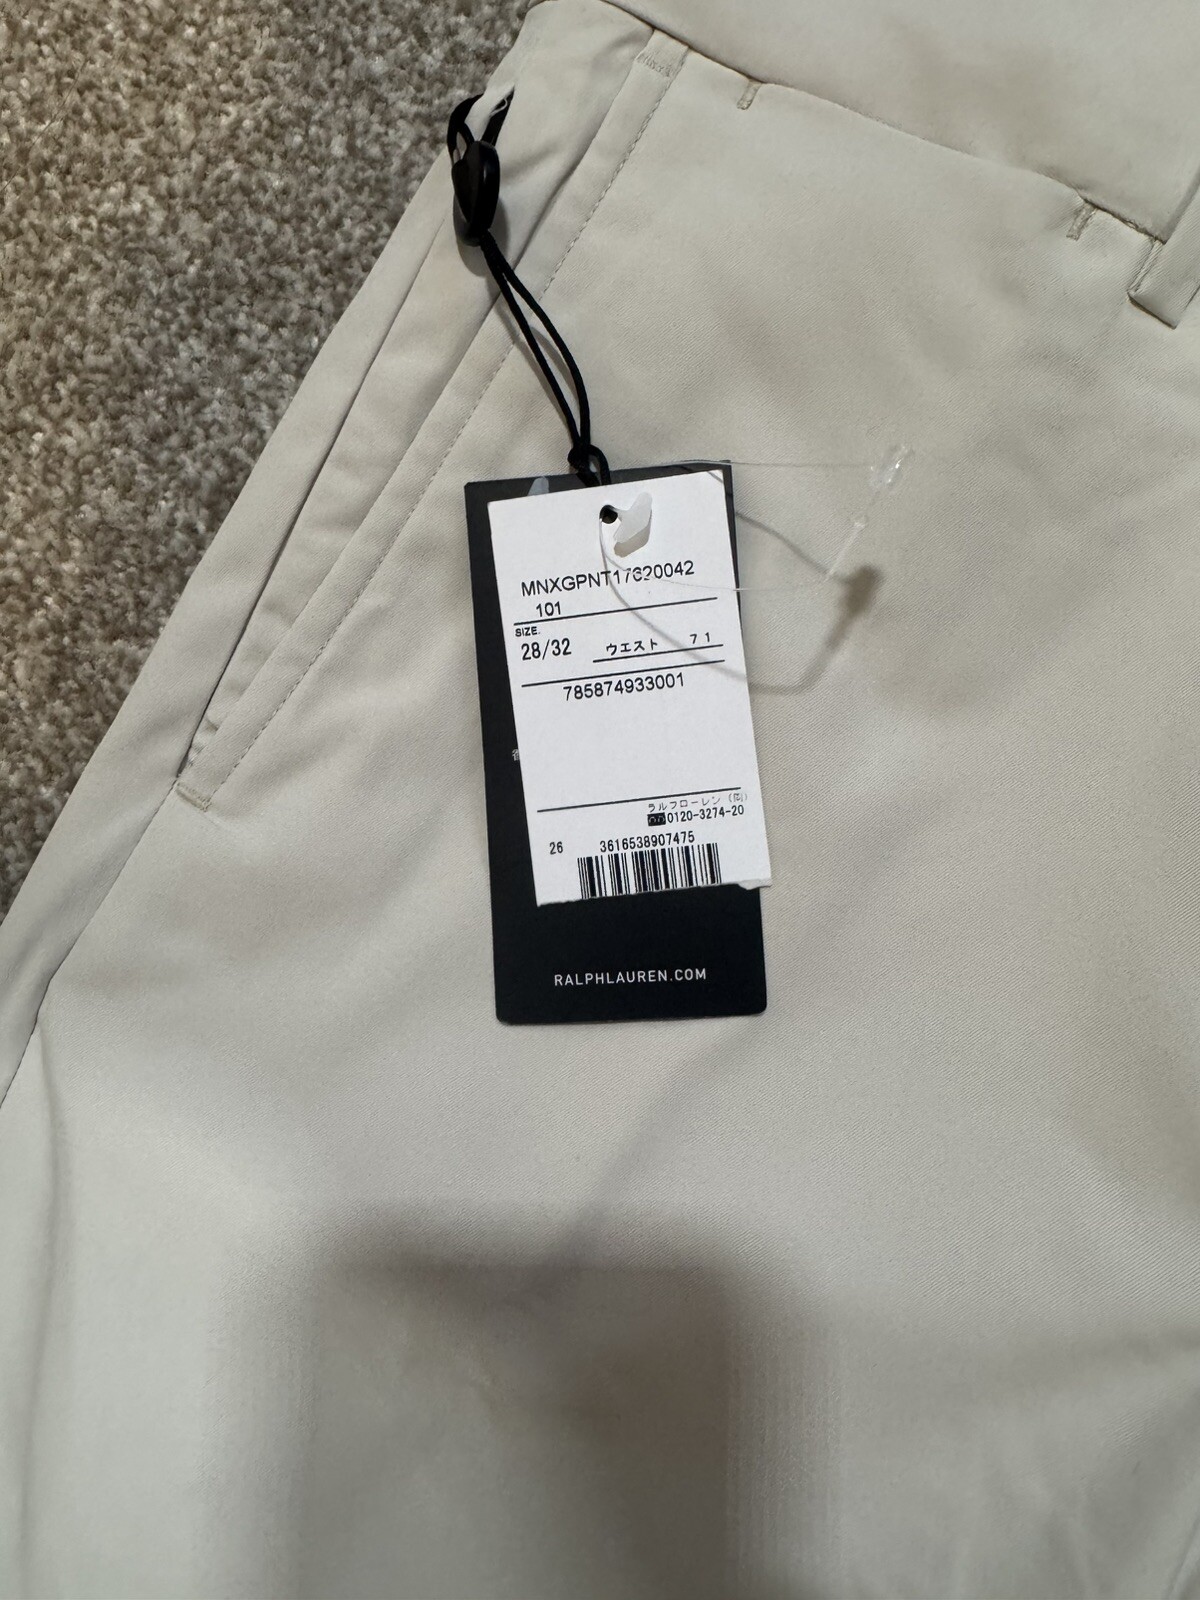 MNXGPNT17620042
101
SIZE.
28/32 ウエスト 71
785874933001
ラルフローレン (同)
☎0120-3274-20
26 3616538907475
RALPHLAUREN.COM